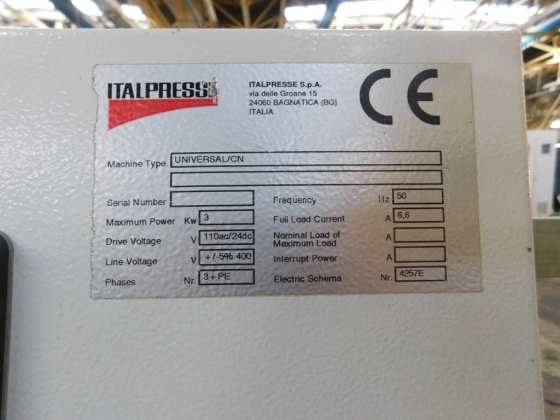 ITALPRESSE
ITALPRESSE S.p.A.
via delle Groane 15
24060 BAGNATICA (BG)
ITALIA
CE
Machine Type UNIVERSAL/CN
Serial Number
Frequency Hz 50
Maximum Power Kw 3
Full Load Current A 6,6
Drive Voltage V 110ac/24dc
Nominal Load of Maximum Load A
Line Voltage V +/-5% 400
Interrupt Power A
Phases Nr. 3+PE
Electric Schema Nr. 4257E